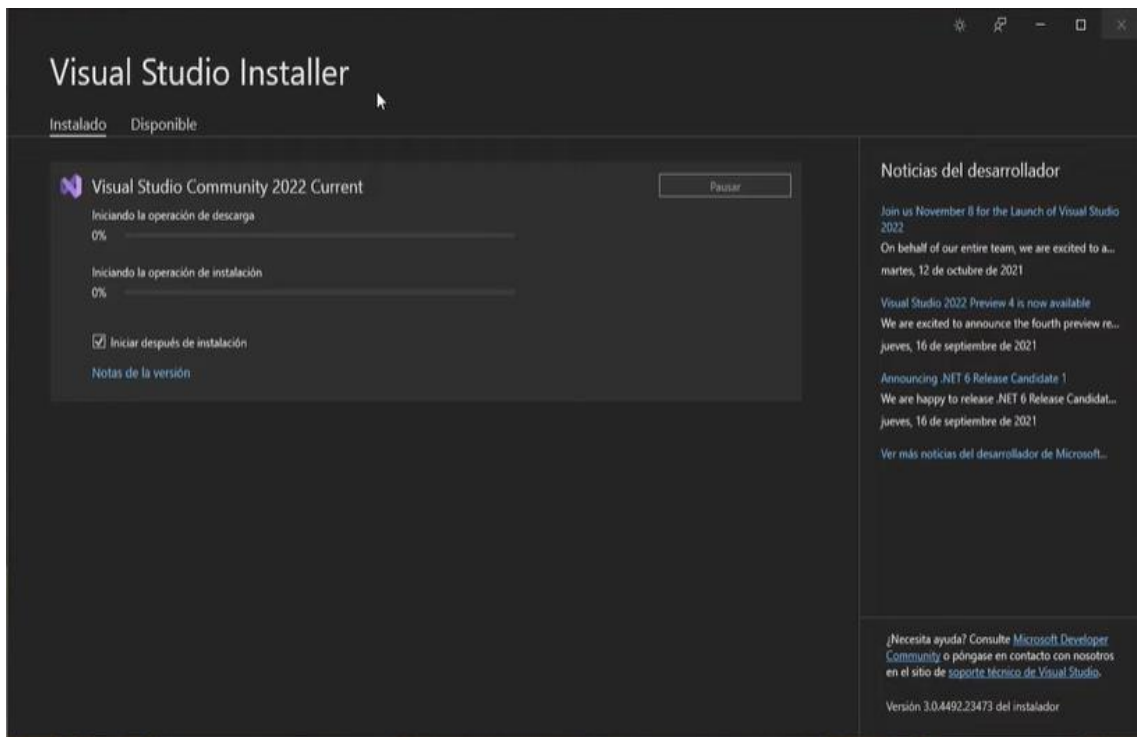 Visual Studio Installer
Instalado Disponible
Visual Studio Community 2022 Current
Pausar
Iniciando la operación de descarga
0%
Iniciando la operación de instalación
0%
Iniciar después de instalación
Notas de la versión
Noticias del desarrollador
Join us November 8 for the Launch of Visual Studio
2022
On behalf of our entire team, we are excited to a...
martes, 12 de octubre de 2021
Visual Studio 2022 Preview 4 is now available
We are excited to announce the fourth preview re...
jueves, 16 de septiembre de 2021
Announcing .NET 6 Release Candidate 1
We are happy to release .NET 6 Release Candidat...
jueves, 16 de septiembre de 2021
Ver más noticias del desarrollador de Microsoft...
¿Necesita ayuda? Consulte Microsoft Developer
Community o póngase en contacto con nosotros
en el sitio de soporte técnico de Visual Studio.
Versión 3.0.4492.23473 del instalador